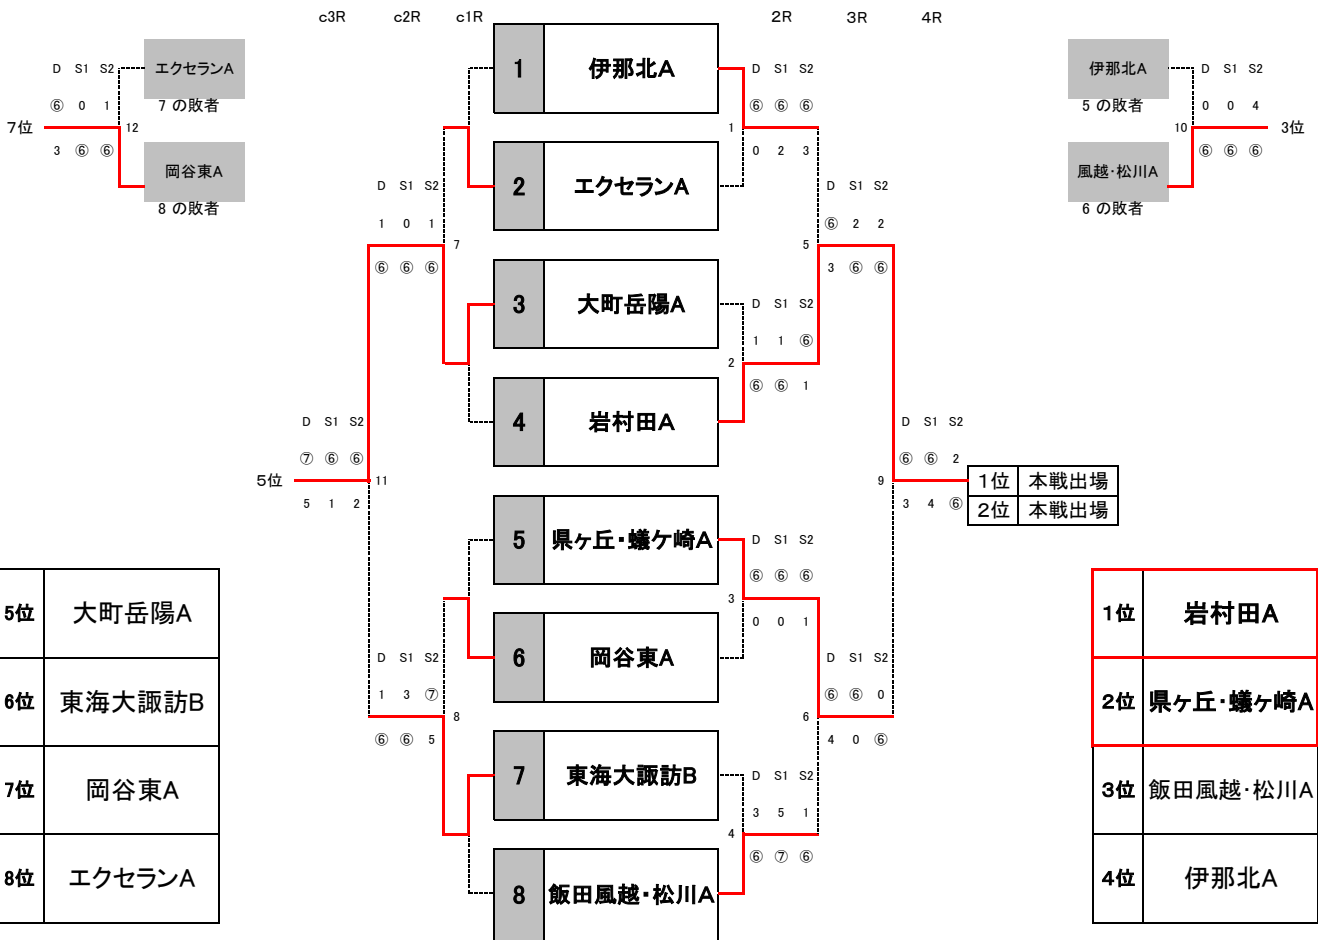 c3R c2R c1R 2R 3R 4R
D S1 S2 エクセランA
⑥ 0 1 7 の敗者
7位 12
3 ⑥ ⑥
岡谷東A
8 の敗者
1 伊那北A
D S1 S2
⑥ ⑥ ⑥
1
0 2 3
2 エクセランA
伊那北A D S1 S2
5 の敗者 0 0 4
10 3位
⑥ ⑥ ⑥
風越・松川A
6 の敗者
D S1 S2
1 0 1
7
⑥ ⑥ ⑥
D S1 S2
⑥ 2 2
5
3 ⑥ ⑥
3 大町岳陽A
D S1 S2
1 1 ⑥
2
⑥ ⑥ 1
4 岩村田A
D S1 S2
⑦ ⑥ ⑥
5位 11
5 1 2
D S1 S2
⑥ ⑥ 2
9
3 4 ⑥
1位 本戦出場
2位 本戦出場
5 県ヶ丘・蟻ケ崎A
D S1 S2
⑥ ⑥ ⑥
3
0 0 1
6 岡谷東A
D S1 S2
1 3 ⑦
8
⑥ ⑥ 5
D S1 S2
⑥ ⑥ 0
6
4 0 ⑥
7 東海大諏訪B
D S1 S2
3 5 1
4
⑥ ⑦ ⑥
8 飯田風越・松川A
5位 大町岳陽A
6位 東海大諏訪B
7位 岡谷東A
8位 エクセランA
1位 岩村田A
2位 県ヶ丘・蟻ヶ崎A
3位 飯田風越・松川A
4位 伊那北A